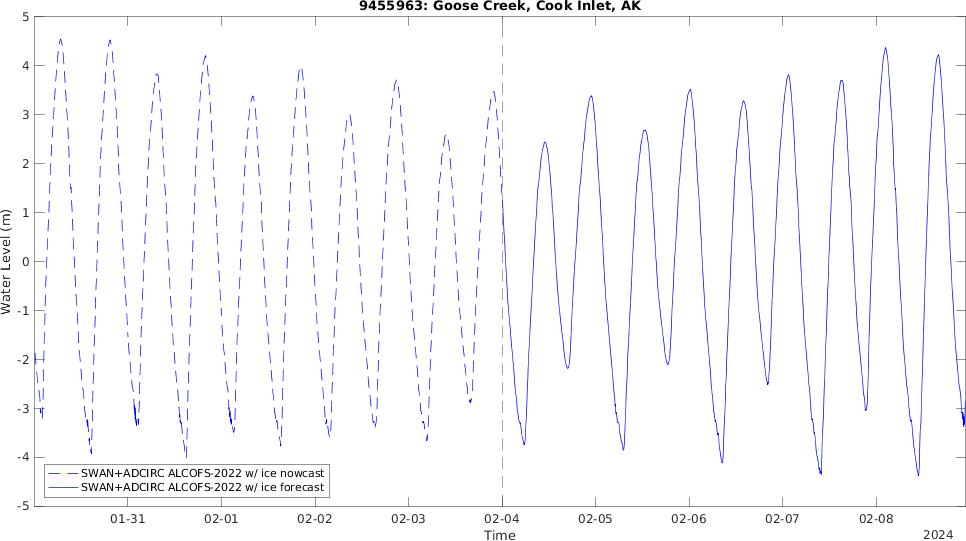 9455963: Goose Creek, Cook Inlet, AK
Water Level (m)
5
4
3
2
1
0
-1
-2
-3
-4
-5
SWAN+ADCIRC ALCOFS-2022 w/ ice nowcast
SWAN+ADCIRC ALCOFS-2022 w/ ice forecast
01-31 02-01 02-02 02-03 02-04 02-05 02-06 02-07 02-08
Time
2024